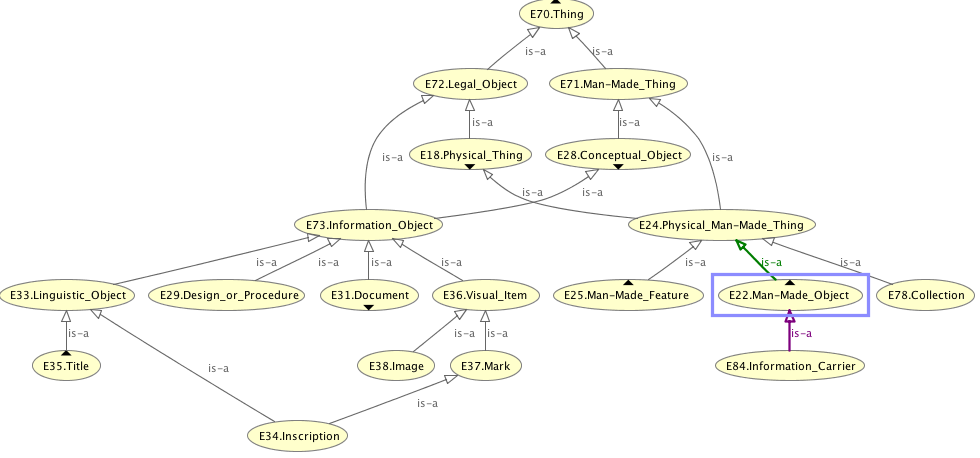 E70.Thing
is-a
is-a
E72.Legal_Object
E71.Man-Made_Thing
is-a
is-a
E18.Physical_Thing
E28.Conceptual_Object
is-a
is-a
is-a
is-a
E73.Information_Object
E24.Physical_Man-Made_Thing
is-a
is-a
is-a
is-a
is-a
is-a
is-a
E33.Linguistic_Object
E29.Design_or_Procedure
E31.Document
E36.Visual_Item
E25.Man-Made_Feature
E22.Man-Made_Object
E78.Collection
is-a
is-a
is-a
is-a
E35.Title
is-a
E38.Image
E37.Mark
E84.Information_Carrier
is-a
E34.Inscription